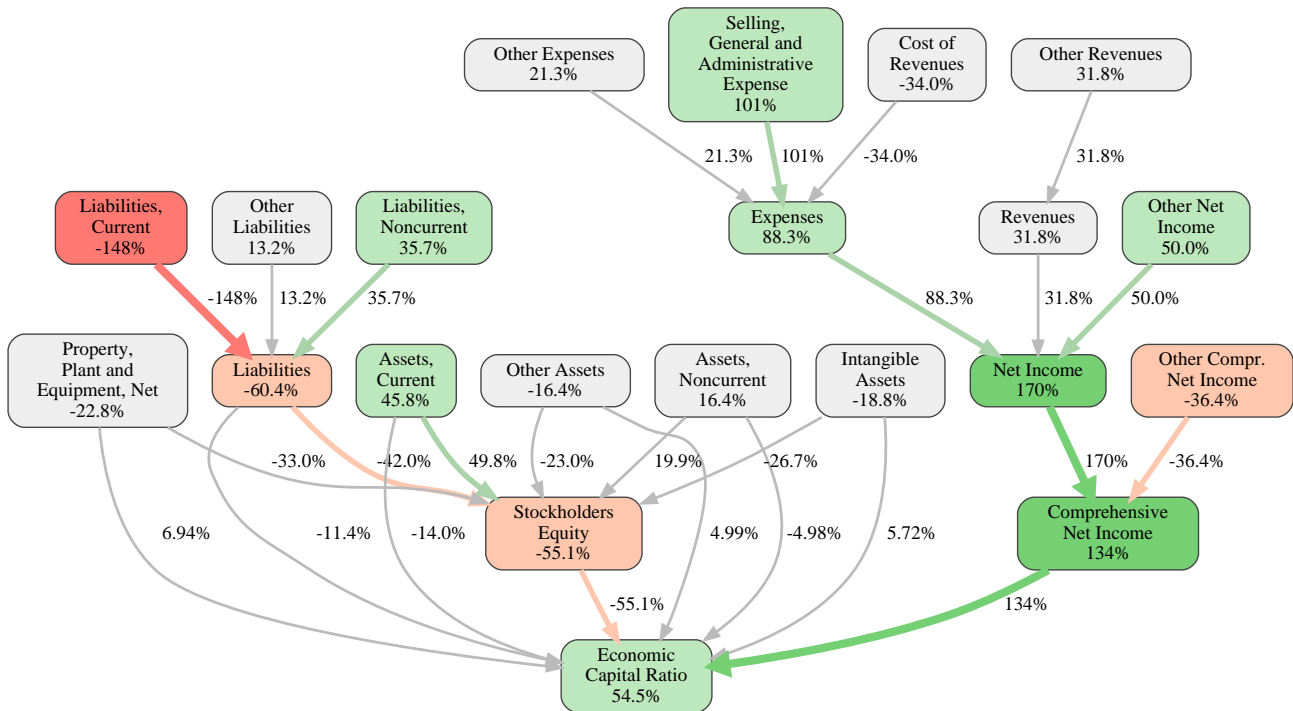 Selling,
General and
Administrative
Expense
101%
Other Expenses
21.3%
Cost of
Revenues
-34.0%
Other Revenues
31.8%
21.3%
101%
-34.0%
31.8%
Liabilities,
Current
-148%
Other
Liabilities
13.2%
Liabilities,
Noncurrent
35.7%
Expenses
88.3%
Revenues
31.8%
Other Net
Income
50.0%
-148%
13.2%
35.7%
88.3%
31.8%
50.0%
Property,
Plant and
Equipment, Net
-22.8%
Liabilities
-60.4%
Assets,
Current
45.8%
Other Assets
-16.4%
Assets,
Noncurrent
16.4%
Intangible
Assets
-18.8%
Net Income
170%
Other Compr.
Net Income
-36.4%
-33.0%
-42.0%
49.8%
-23.0%
19.9%
-26.7%
170%
-36.4%
Stockholders
Equity
-55.1%
Comprehensive
Net Income
134%
6.94%
-11.4%
-14.0%
4.99%
-4.98%
5.72%
-55.1%
134%
Economic
Capital Ratio
54.5%